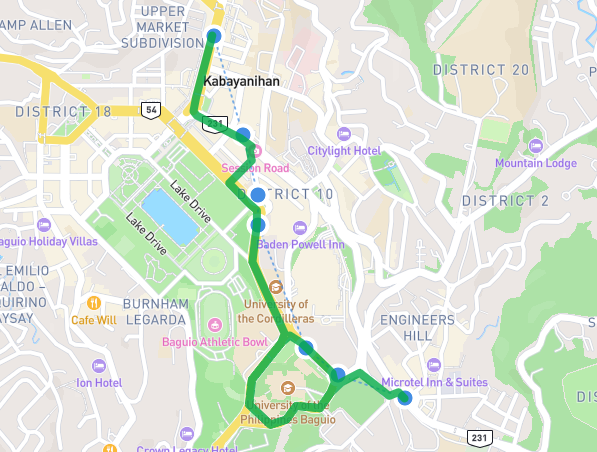 UPPER
MARKET
SUBDIVISION
AMP ALLEN
DISTRICT 20
Kabayanihan
DISTRICT 18
54
231
Citylight Hotel
Mountain Lodge
Session Road
DISTRICT 10
DISTRICT 2
Lake Drive
Lake Drive
aguio Holiday Villas
Baden Powell Inn
EMILIO
ALDO –
QUIRINO
AYSAY
Cafe Will
BURNHAM
LEGARDA
University of
the Cordilleras
ENGINEERS
HILL
Baguio Athletic Bowl
Ion Hotel
Microtel Inn & Suites
University of the
Philippines Baguio
Crown Legacy Hotel
231